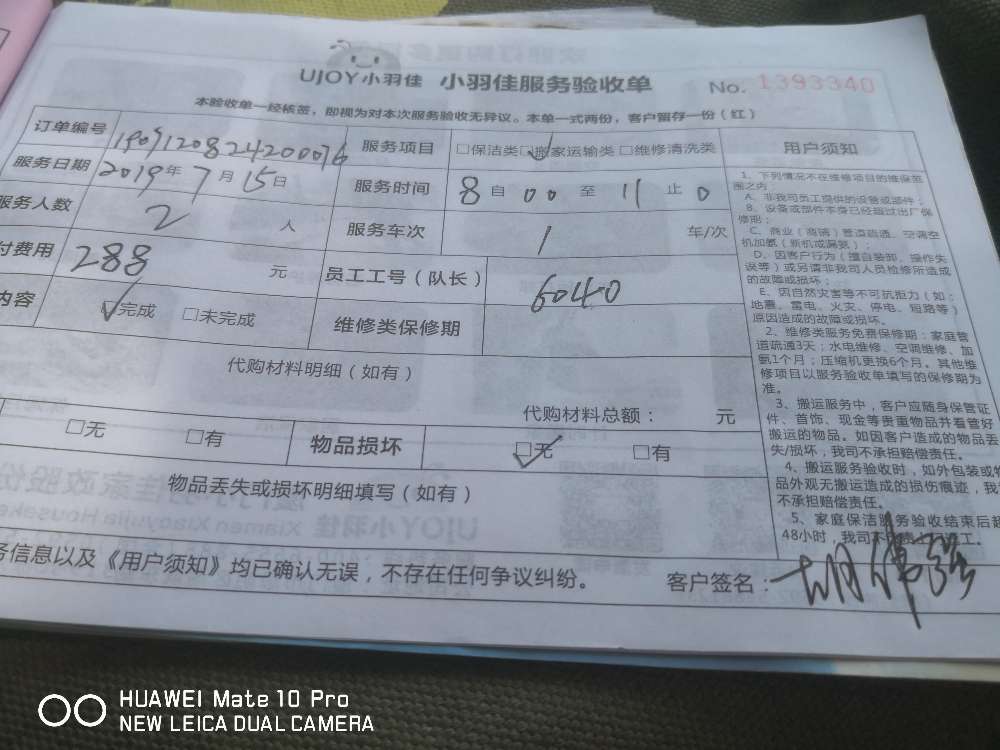 UJOY小羽佳 小羽佳服务验收单 No. 1393340
本验收单一经帐签，即视为对本次服务验收无异议。本单一式两份，客户留存一份（红）
订单编号 1907120824200076 服务项目 □保洁类☑搬家运输类□维修清洗类
服务日期 2019年7月15日 服务时间 8自00至11止0
服务人数 2 人 服务车次 1 车/次
付费用 288 元 员工工号（队长） 6040
内容 ☑完成 □未完成 维修类保修期
代购材料明细（如有）
代购材料总额： 元
□无 □有 物品损坏 ☑无 □有
物品丢失或损坏明细填写（如有）
务信息以及《用户须知》均已确认无误，不存在任何争议纠纷。 客户签名：
用户须知
1、下列情况不在维修项目的维保范
围之内：
A、非我司员工提供的设备或部件；
B、设备或部件本身已经超过出厂保
修期；
C、商业（商铺）管道疏通、空调空
机加氨（新机或漏氨）；
D、因客户行为（擅自装卸、操作失
误等）或另请非我司人员检修所造成
的故障或损坏；
E、因自然灾害等不可抗拒力（如：
地震、雷电、火灾、停电、短路等）
原因造成的故障或损坏。
2、维修类服务免费保修期：家庭管
道疏通3天；水电维修、空调维修、加
氨1个月；压缩机更换6个月。其他维
修项目以服务验收单填写的保修期为
准。
3、搬运服务中，客户应随身保管证
件、首饰、现金等贵重物品并看管好
搬运的物品。如因客户造成的物品丢
失/损坏，我司不承担赔偿责任。
4、搬运服务验收时，如外包装或物
品外观无搬运造成的损伤痕迹，我
不承担赔偿责任。
5、家庭保洁服务验收结束后超
48小时，我司不负责上门返工。
HUAWEI Mate 10 Pro
NEW LEICA DUAL CAMERA